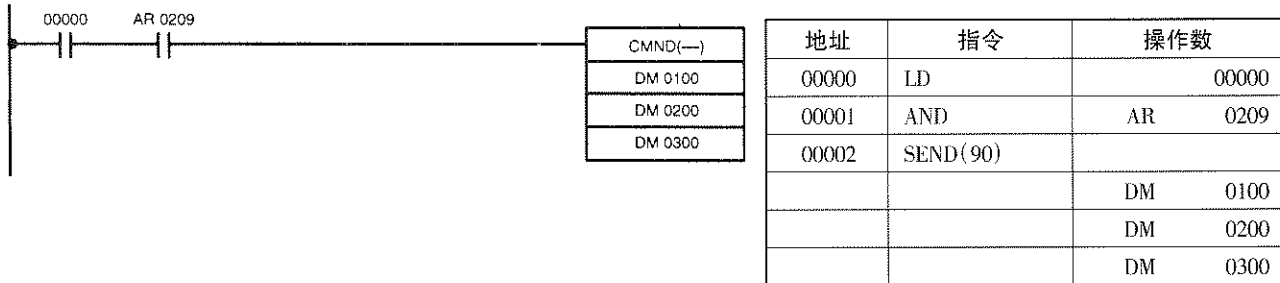 00000 AR 0209
CMND(—)
DM 0100
DM 0200
DM 0300
地址 指令 操作数
00000 LD 00000
00001 AND AR 0209
00002 SEND(90)
DM 0100
DM 0200
DM 0300